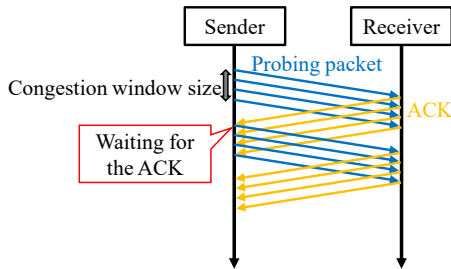 Sender
Receiver
Probing packet
Congestion window size
ACK
Waiting for
the ACK